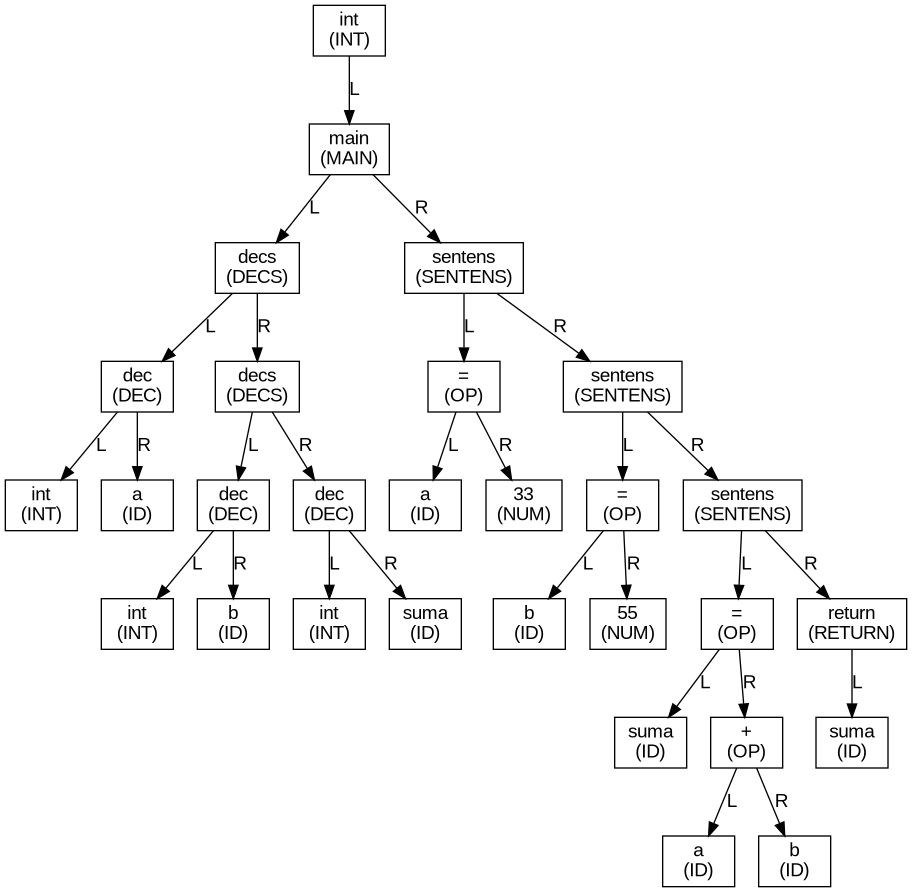 int
(INT)
L
main
(MAIN)
L
R
decs
(DECS)
sentens
(SENTENS)
L
R
L
R
dec
(DEC)
decs
(DECS)
=
(OP)
sentens
(SENTENS)
L
R
L
R
L
R
L
R
int
(INT)
a
(ID)
dec
(DEC)
dec
(DEC)
a
(ID)
33
(NUM)
=
(OP)
sentens
(SENTENS)
L
R
L
R
L
R
L
R
int
(INT)
b
(ID)
int
(INT)
suma
(ID)
b
(ID)
55
(NUM)
=
(OP)
return
(RETURN)
L
R
L
suma
(ID)
+
(OP)
suma
(ID)
L
R
a
(ID)
b
(ID)